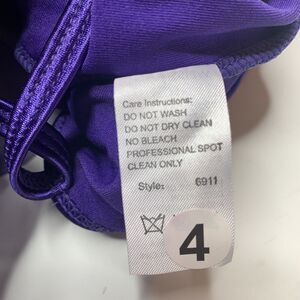 Care Instructions:
DO NOT WASH
DO NOT DRY CLEAN
NO BLEACH
PROFESSIONAL SPOT
CLEAN ONLY
Style: 6911
4